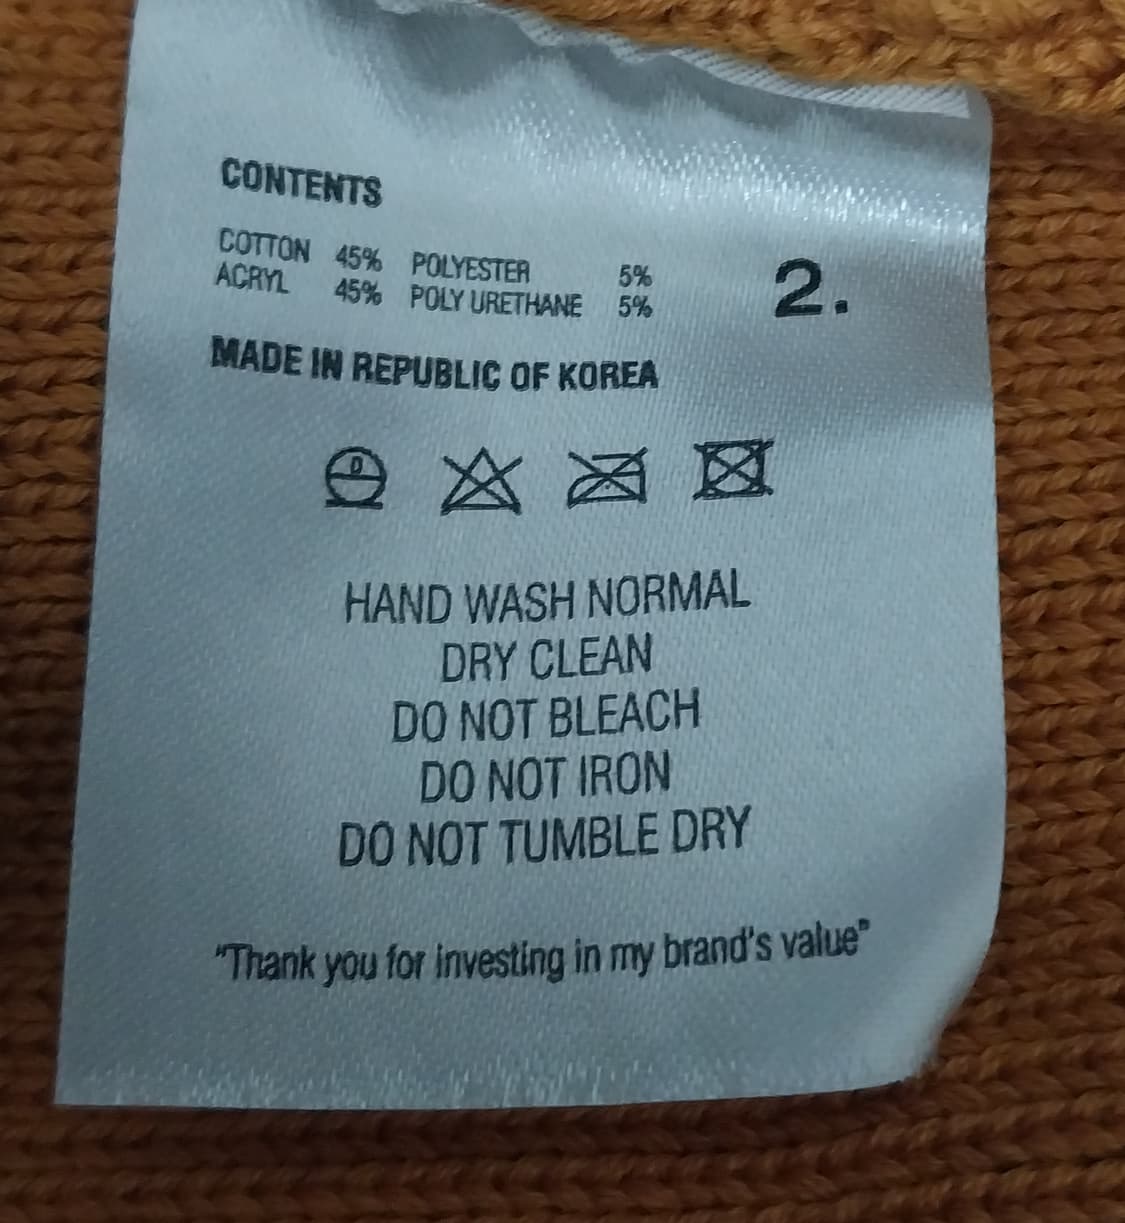 CONTENTS
COTTON 45% POLYESTER 5%
ACRYL 45% POLY URETHANE 5%
2.
MADE IN REPUBLIC OF KOREA
HAND WASH NORMAL
DRY CLEAN
DO NOT BLEACH
DO NOT IRON
DO NOT TUMBLE DRY
"Thank you for investing in my brand's value"